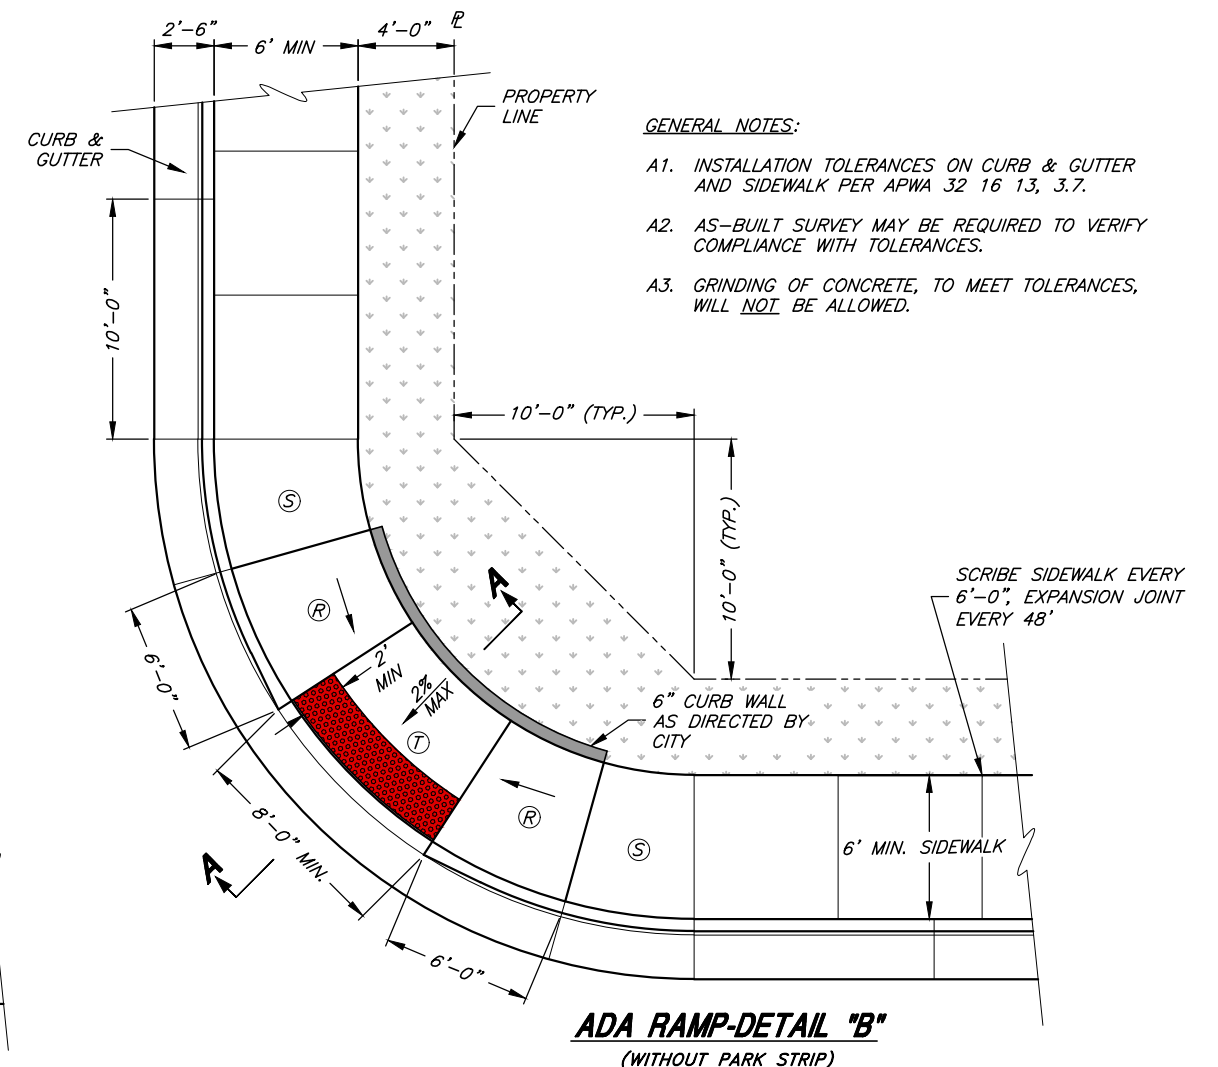 2'-6"
6' MIN
4'-0"
PL
PROPERTY
LINE
CURB &
GUTTER
GENERAL NOTES:
A1. INSTALLATION TOLERANCES ON CURB & GUTTER
AND SIDEWALK PER APWA 32 16 13, 3.7.
A2. AS-BUILT SURVEY MAY BE REQUIRED TO VERIFY
COMPLIANCE WITH TOLERANCES.
A3. GRINDING OF CONCRETE, TO MEET TOLERANCES,
WILL NOT BE ALLOWED.
10'-0"
10'-0" (TYP.)
10'-0" (TYP.)
S
R
A
2'
MIN
2%
MAX
T
6'-0"
SCRIBE SIDEWALK EVERY
6'-0", EXPANSION JOINT
EVERY 48'
6" CURB WALL
AS DIRECTED BY
CITY
R
S
8'-0" MIN.
A
6' MIN. SIDEWALK
6'-0"
ADA RAMP-DETAIL "B"
(WITHOUT PARK STRIP)